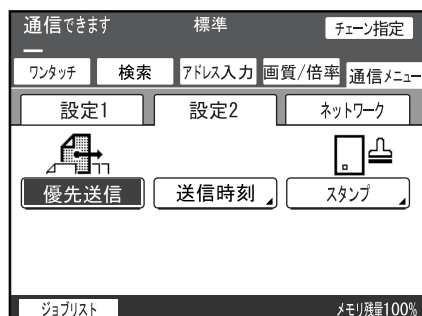 通信できます 標準 チェーン指定
ワンタッチ 検索 アドレス入力 画質/倍率 通信メニュー
設定1 設定2 ネットワーク
優先送信 送信時刻 スタンプ
ジョブリスト メモリ残量100%